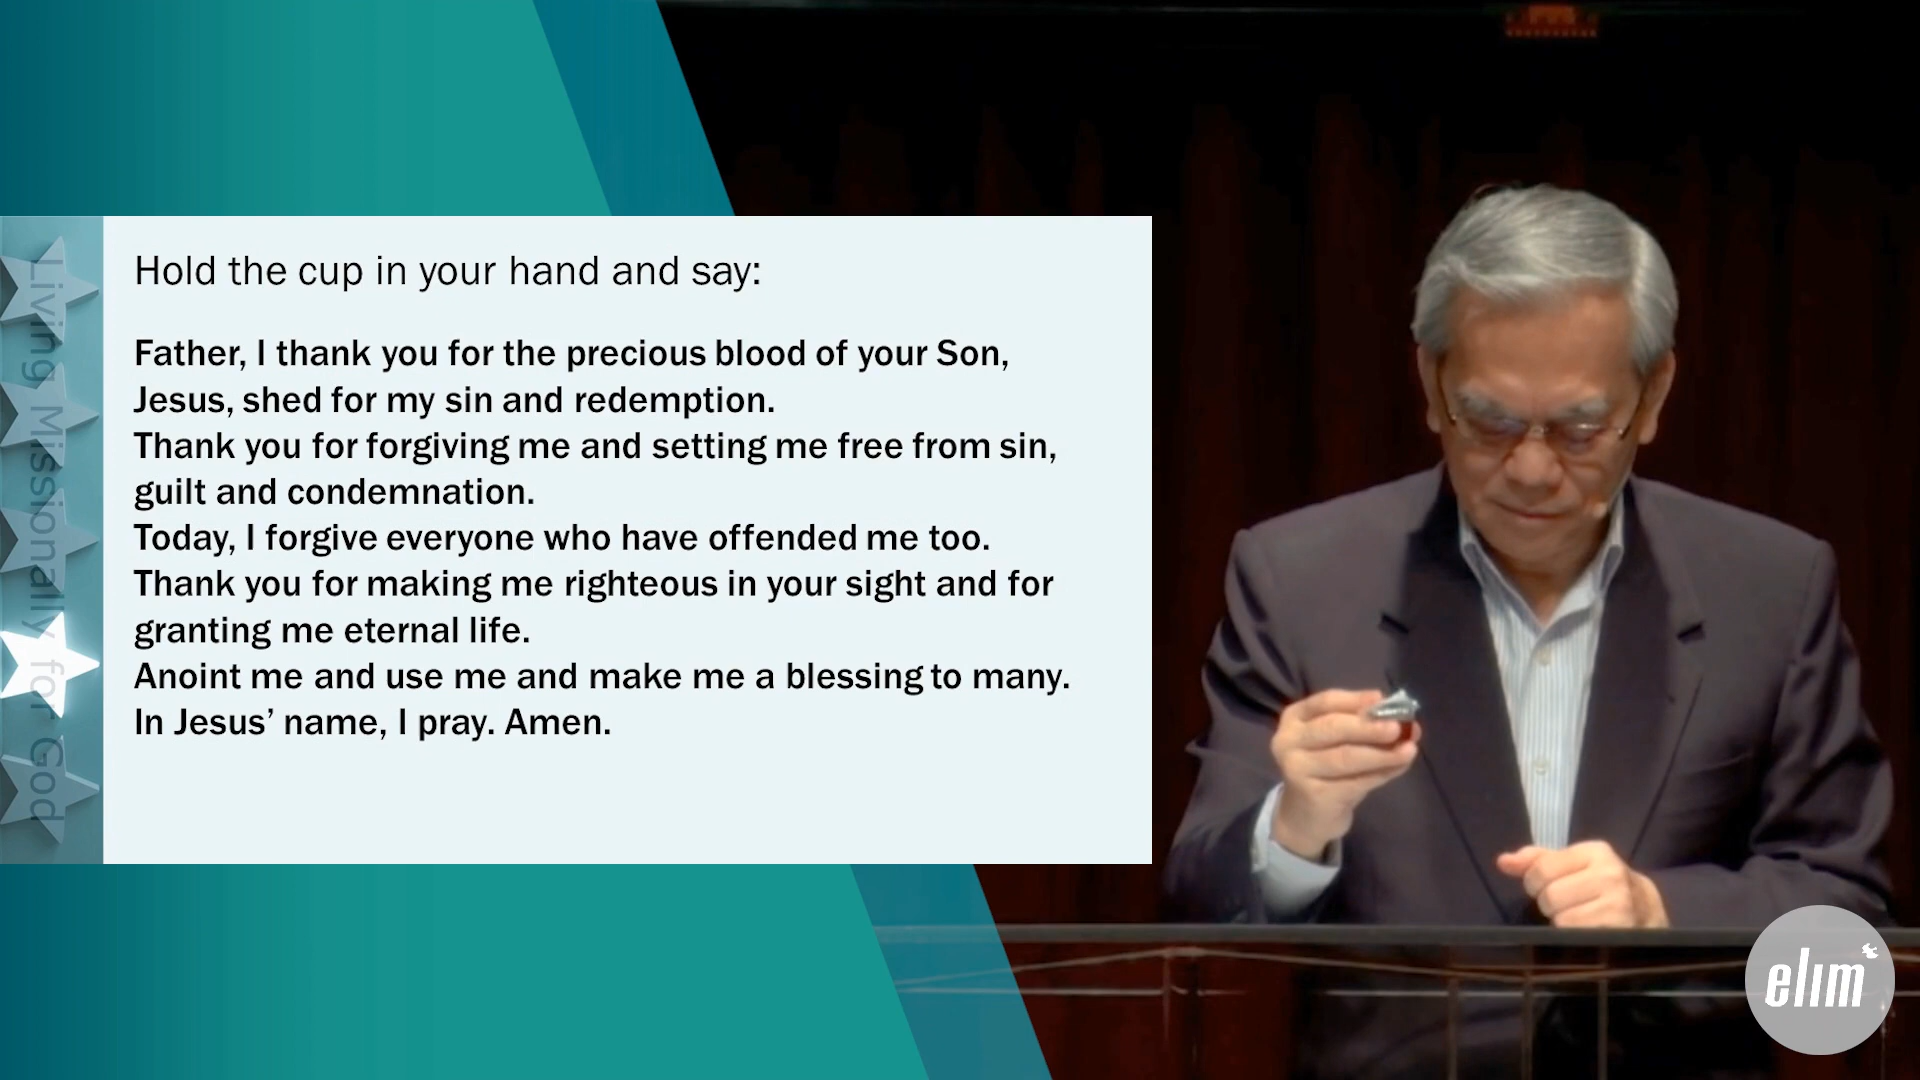 Hold the cup in your hand and say:
Father, I thank you for the precious blood of your Son,
Jesus, shed for my sin and redemption.
Thank you for forgiving me and setting me free from sin,
guilt and condemnation.
Today, I forgive everyone who have offended me too.
Thank you for making me righteous in your sight and for
granting me eternal life.
Anoint me and use me and make me a blessing to many.
In Jesus’ name, I pray. Amen.
Living Missionally for God
elim